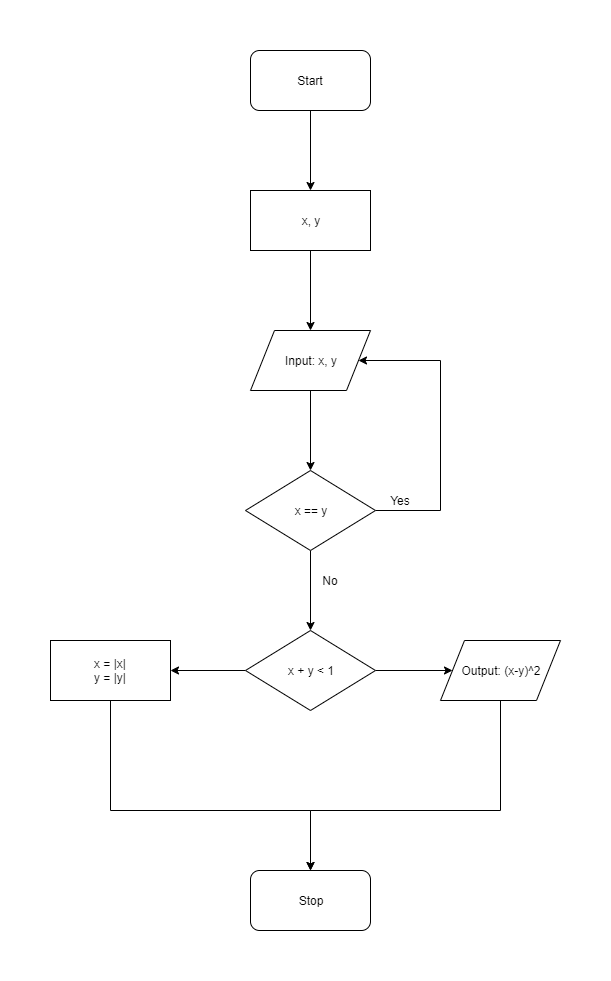 Start
x, y
Input: x, y
x == y
Yes
No
x = |x|
y = |y|
x + y < 1
Output: (x-y)^2
Stop